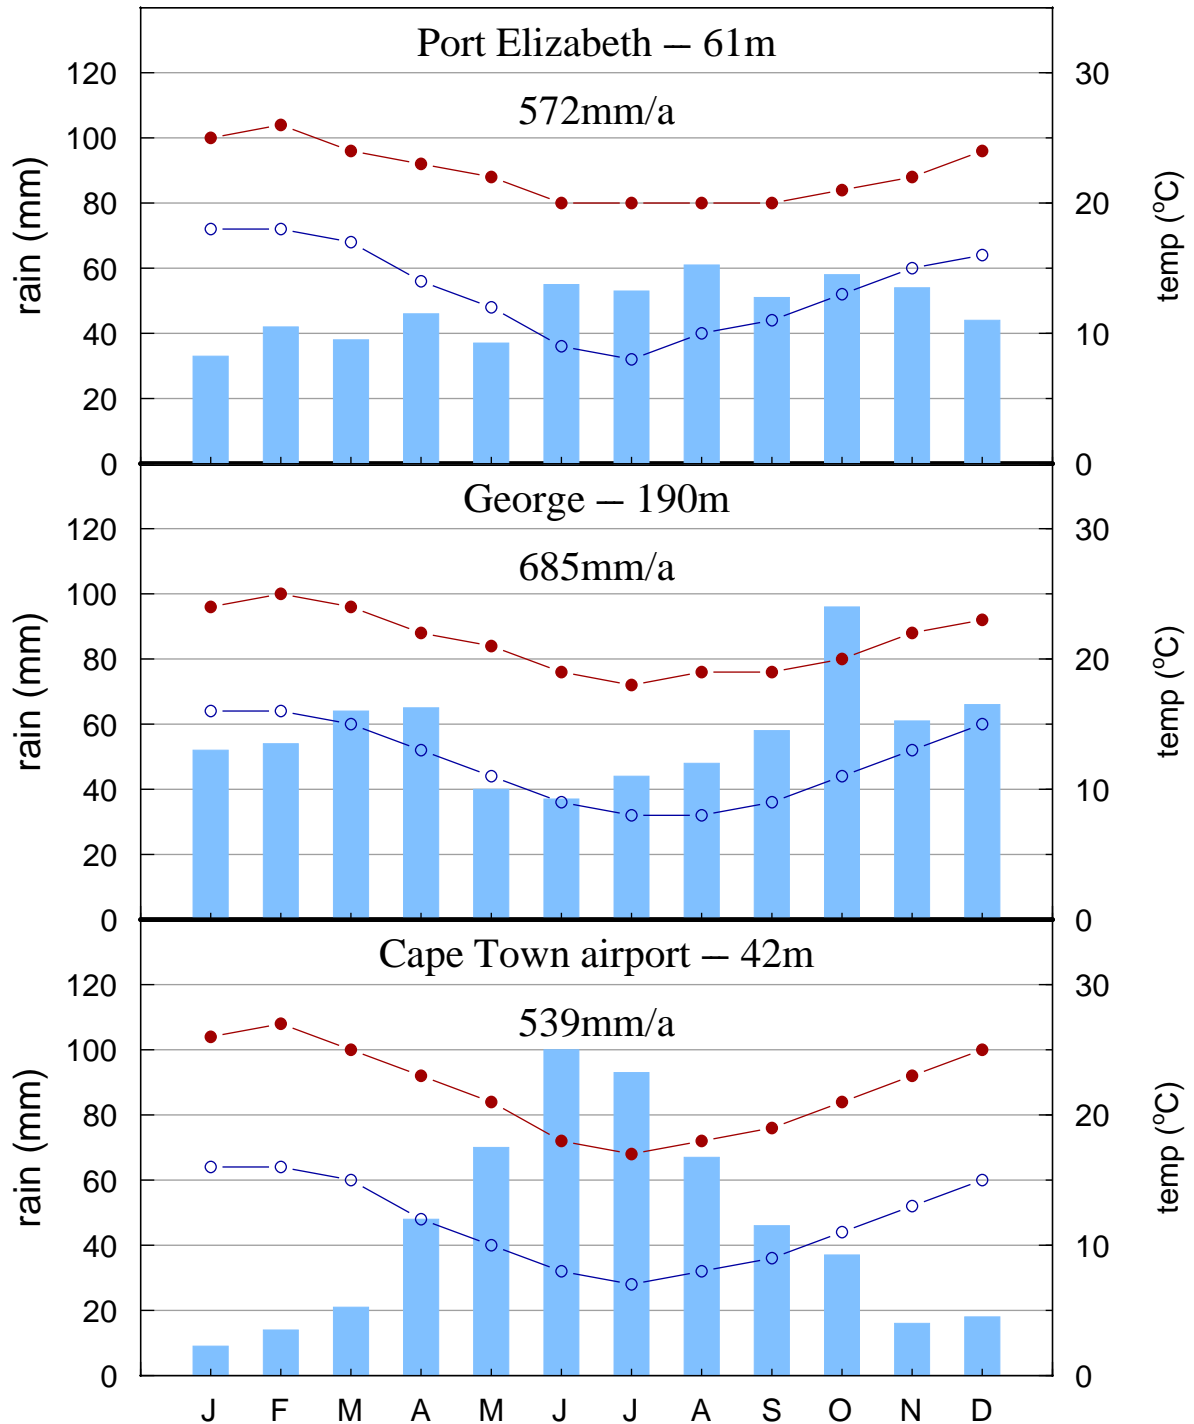 Port Elizabeth – 61m
572mm/a
120
100
80
60
40
20
0
rain (mm)
30
20
10
0
temp (ºC)
George – 190m
685mm/a
120
100
80
60
40
20
0
rain (mm)
30
20
10
0
temp (ºC)
Cape Town airport – 42m
539mm/a
120
100
80
60
40
20
0
rain (mm)
30
20
10
0
temp (ºC)
J F M A M J J A S O N D